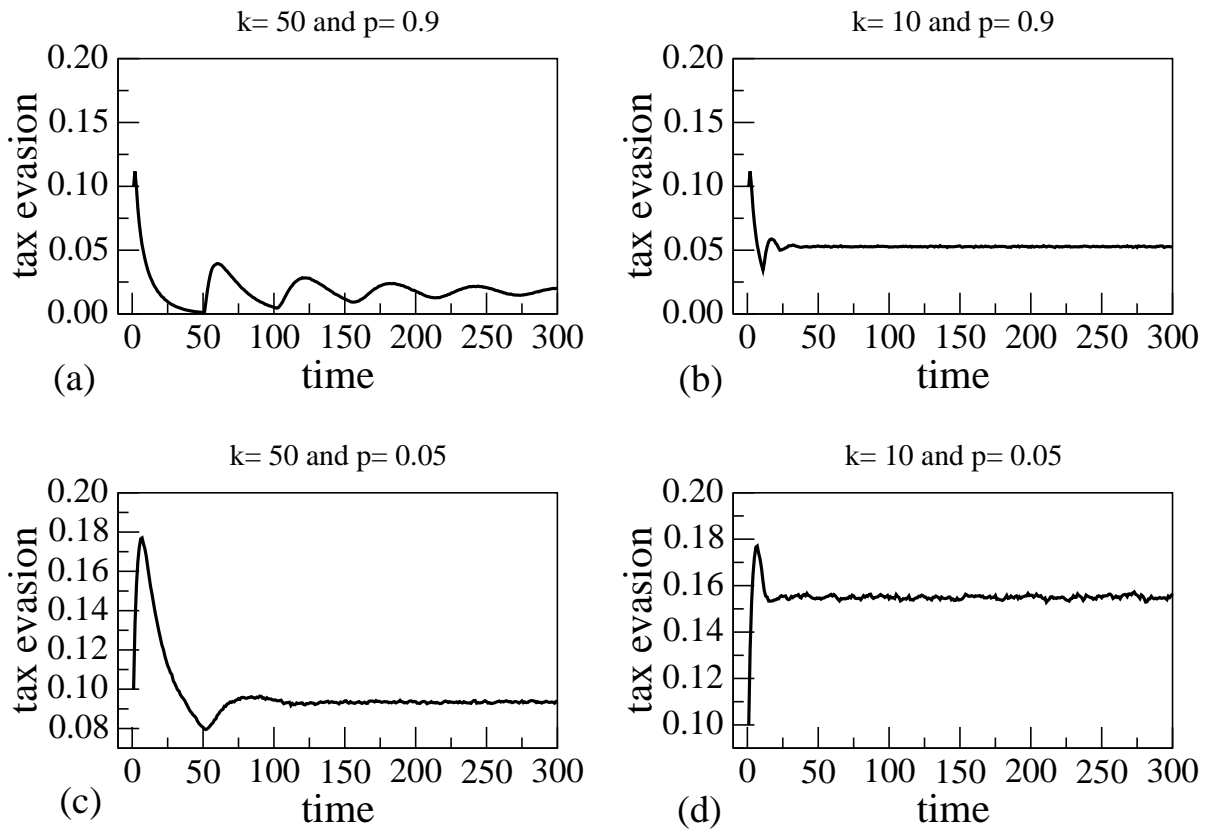 k= 50 and p= 0.9
0.20
0.15
0.10
0.05
0.00
tax evasion
0 50 100 150 200 250 300
time
(a)
k= 10 and p= 0.9
0.20
0.15
0.10
0.05
0.00
tax evasion
0 50 100 150 200 250 300
time
(b)
k= 50 and p= 0.05
0.20
0.18
0.16
0.14
0.12
0.10
0.08
tax evasion
0 50 100 150 200 250 300
time
(c)
k= 10 and p= 0.05
0.20
0.18
0.16
0.14
0.12
0.10
tax evasion
0 50 100 150 200 250 300
time
(d)